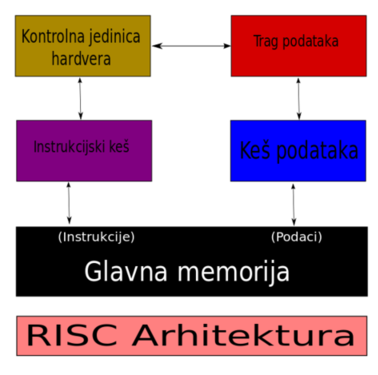 Kontrolna jedinica
hardvera
Trag podataka
Instrukcijski keš
Keš podataka
(Instrukcije)
(Podaci)
Glavna memorija
RISC Arhitektura